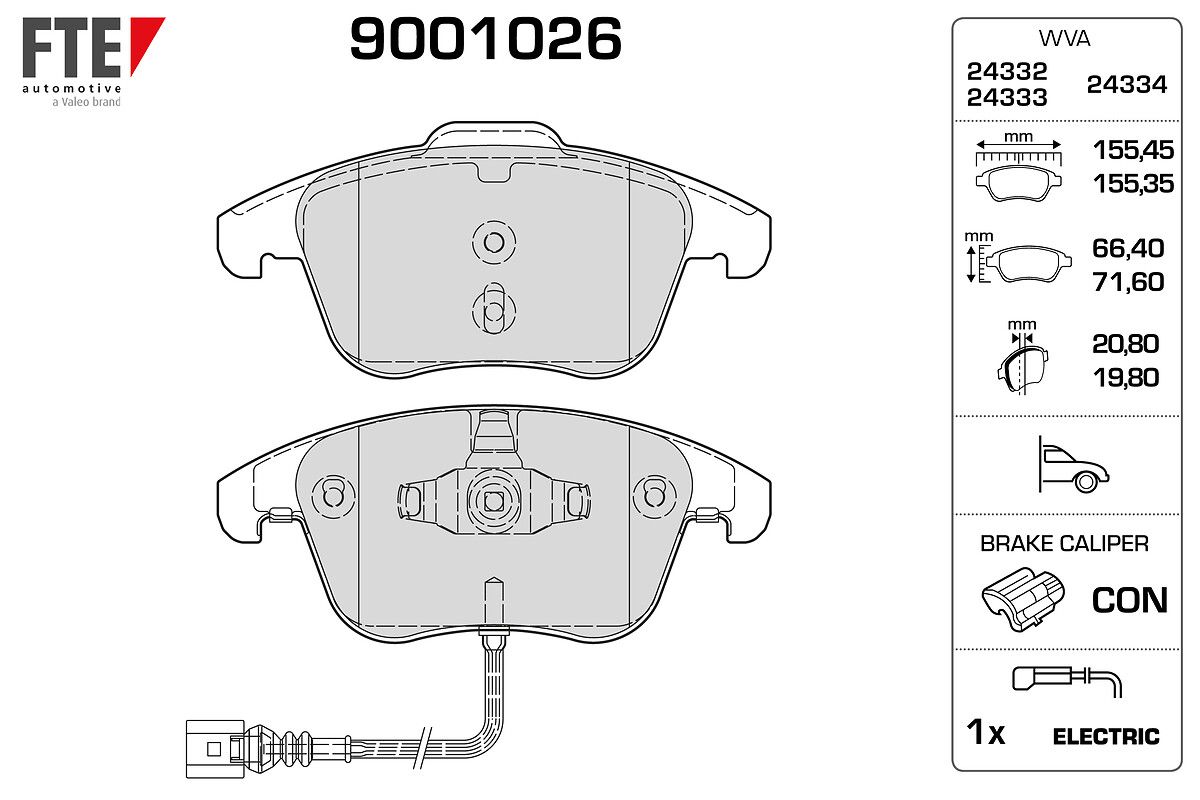 FTE
automotive
a Valeo brand
9001026
WVA
24332
24333
24334
mm
155,45
155,35
mm
66,40
71,60
mm
20,80
19,80
BRAKE CALIPER
CON
1x
ELECTRIC